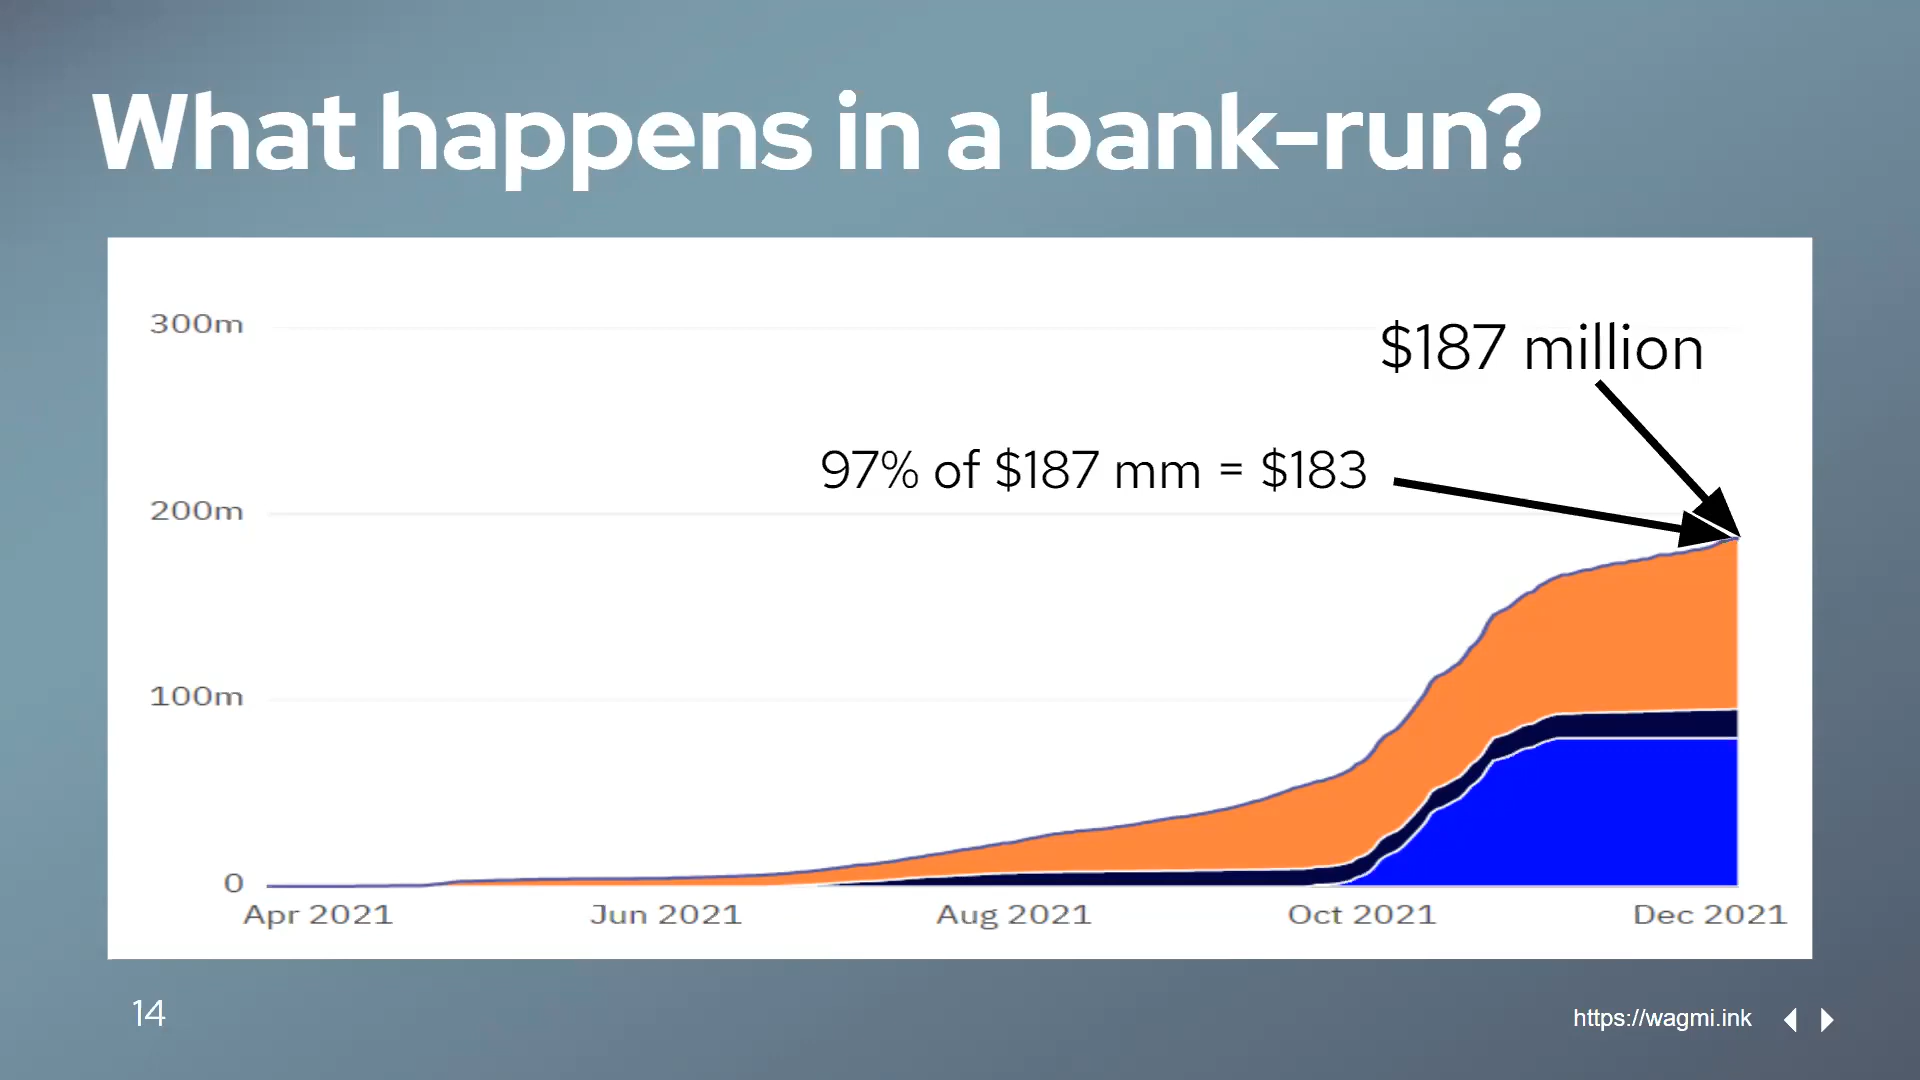 What happens in a bank-run?
300m
$187 million
97% of $187 mm = $183
200m
100m
0
Apr 2021
Jun 2021
Aug 2021
Oct 2021
Dec 2021
14
https://wagmi.ink